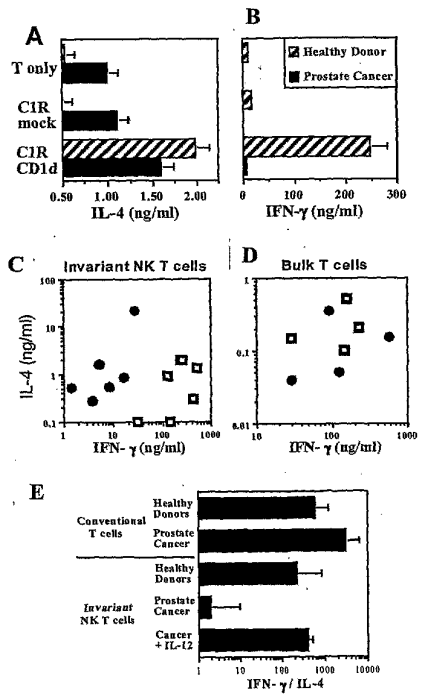 A
B
T only
C1R
mock
C1R
CD1d
0.50 1.00 1.50 2.00
IL-4 (ng/ml)
Healthy Donor
Prostate Cancer
0 100 200 300
IFN-γ (ng/ml)
C
Invariant NK T cells
IL-4 (ng/ml)
100
10
1
0.1
1 10 100 1000
IFN-γ (ng/ml)
D
Bulk T cells
1
0.1
0.01
10 100 1000
IFN-γ (ng/ml)
E
Conventional
T cells
Healthy
Donors
Prostate
Cancer
Invariant
NK T cells
Healthy
Donors
Prostate
Cancer
Cancer
+ IL-12
1 10 100 1000 10000
IFN-γ / IL-4